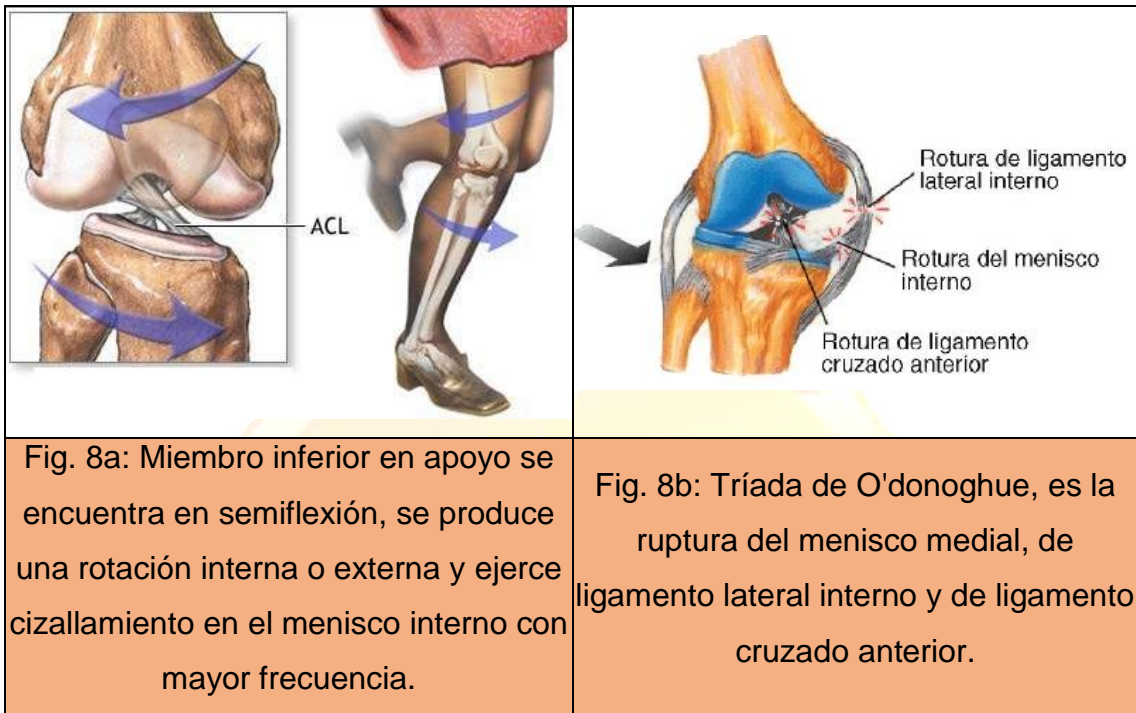 ACL
Rotura de ligamento
lateral interno
Rotura del menisco
interno
Rotura de ligamento
cruzado anterior
Fig. 8a: Miembro inferior en apoyo se
encuentra en semiflexión, se produce
una rotación interna o externa y ejerce
cizallamiento en el menisco interno con
mayor frecuencia.
Fig. 8b: Tríada de O'donoghue, es la
ruptura del menisco medial, de
ligamento lateral interno y de ligamento
cruzado anterior.